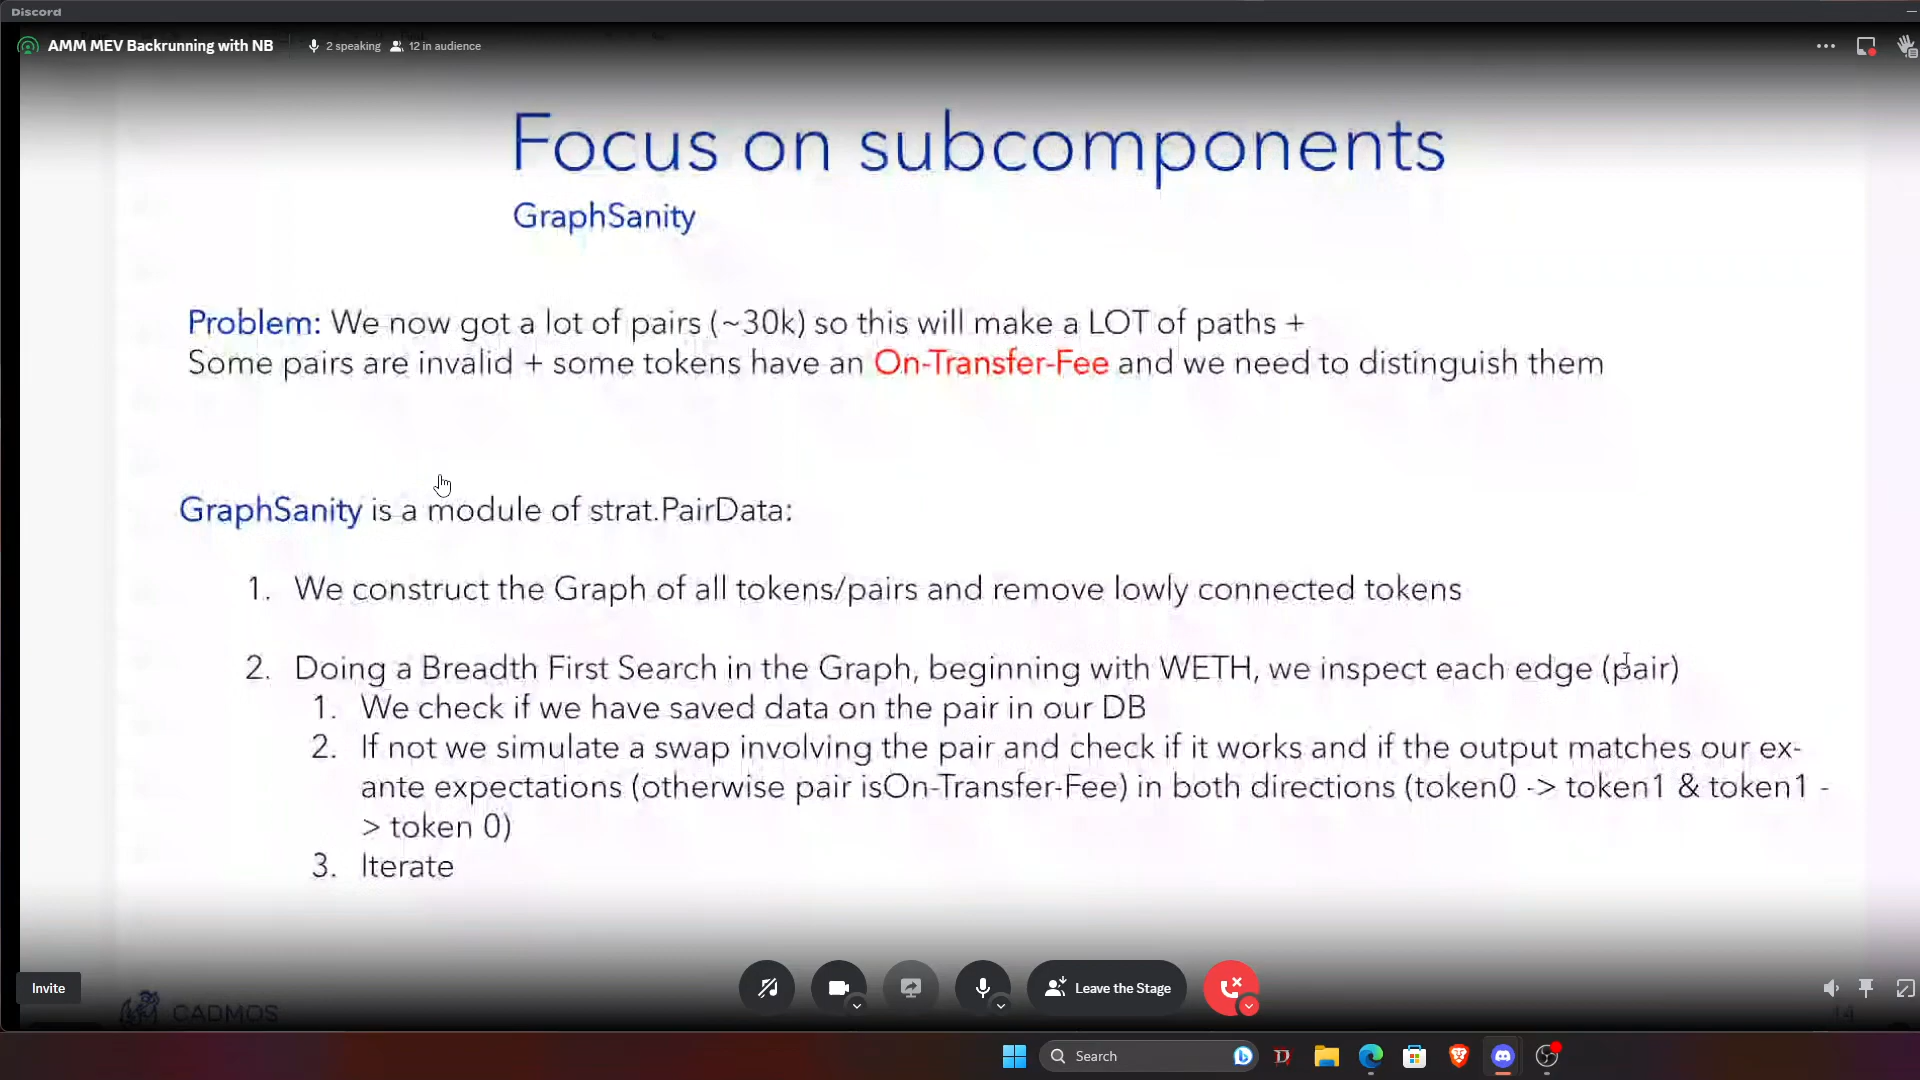 Discord
AMM MEV Backrunning with NB
2 speaking
12 in audience
Focus on subcomponents
GraphSanity
Problem: We now got a lot of pairs (~30k) so this will make a LOT of paths +
Some pairs are invalid + some tokens have an On-Transfer-Fee and we need to distinguish them
GraphSanity is a module of strat.PairData:
1. We construct the Graph of all tokens/pairs and remove lowly connected tokens
2. Doing a Breadth First Search in the Graph, beginning with WETH, we inspect each edge (pair)
1. We check if we have saved data on the pair in our DB
2. If not we simulate a swap involving the pair and check if it works and if the output matches our ex-
ante expectations (otherwise pair isOn-Transfer-Fee) in both directions (token0 -> token1 & token1 -
> token 0)
3. Iterate
Invite
Leave the Stage
CADMOS
14
Search